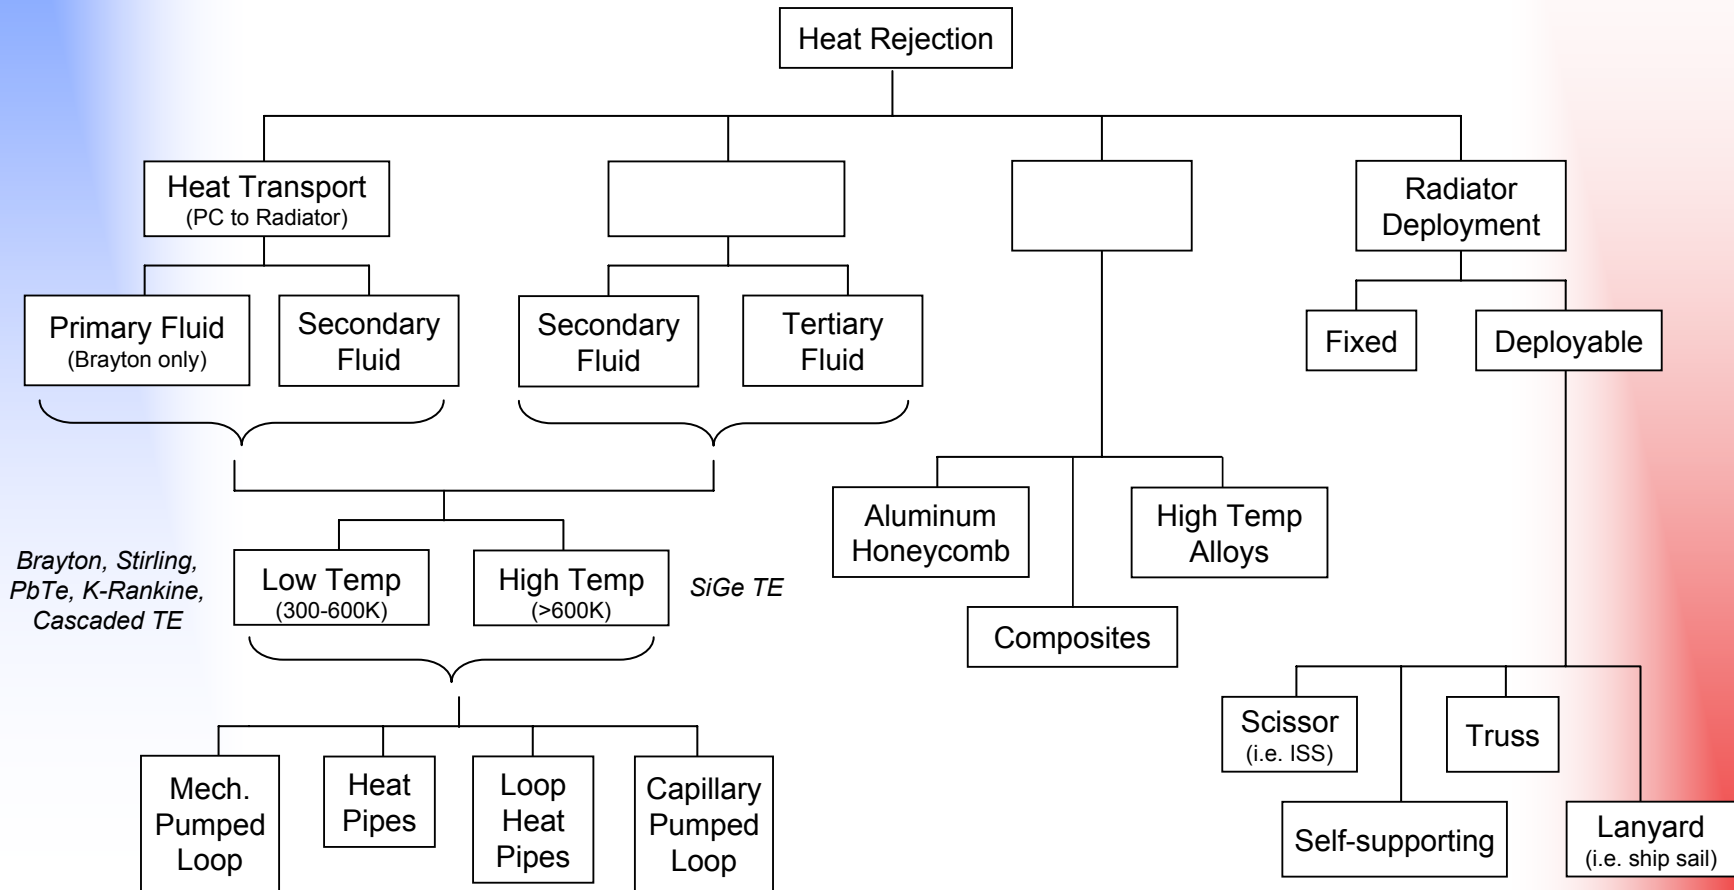 Heat Rejection
Heat Transport
(PC to Radiator)
Radiator
Deployment
Primary Fluid
(Brayton only)
Secondary
Fluid
Secondary
Fluid
Tertiary
Fluid
Fixed
Deployable
Aluminum
Honeycomb
High Temp
Alloys
Composites
Brayton, Stirling,
PbTe, K-Rankine,
Cascaded TE
Low Temp
(300-600K)
High Temp
(>600K)
SiGe TE
Scissor
(i.e. ISS)
Truss
Self-supporting
Lanyard
(i.e. ship sail)
Mech.
Pumped
Loop
Heat
Pipes
Loop
Heat
Pipes
Capillary
Pumped
Loop